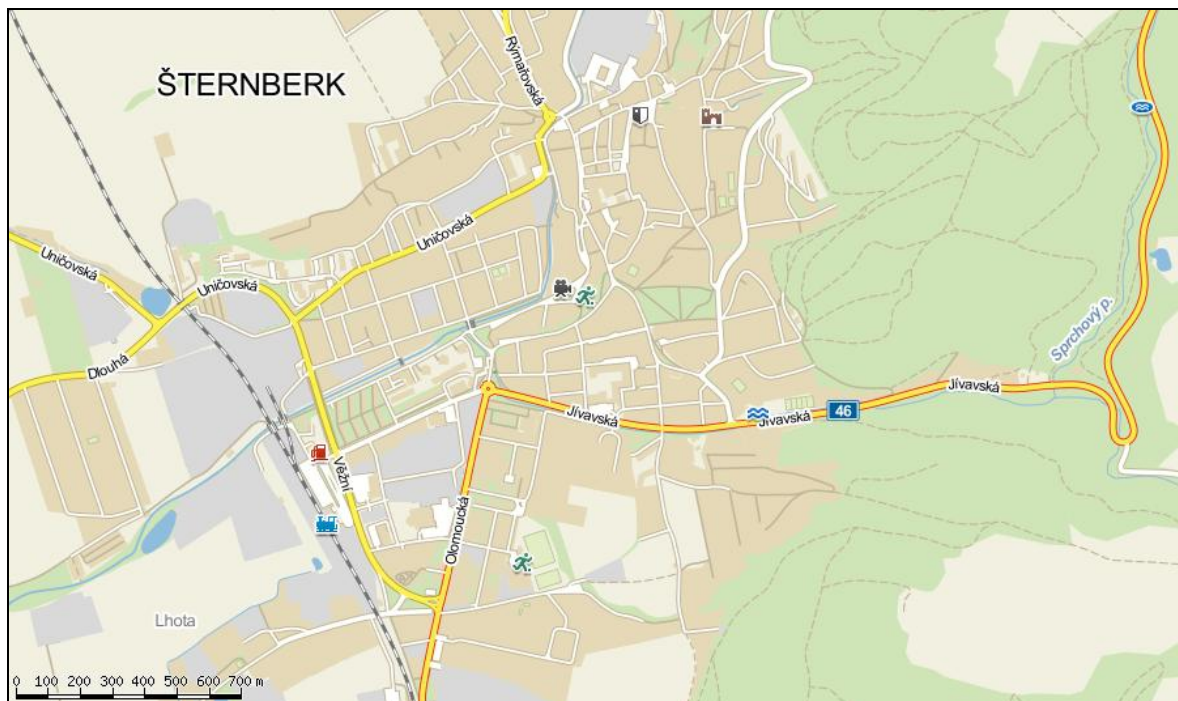 Rýmařovská
ŠTERNBERK
Uničovská
Uničovská
Uničovská
Dlouhá
Sprchový p.
Jívavská
Jívavská
46
Jívavská
Věžní
Olomoucká
Lhota
0 100 200 300 400 500 600 700 m